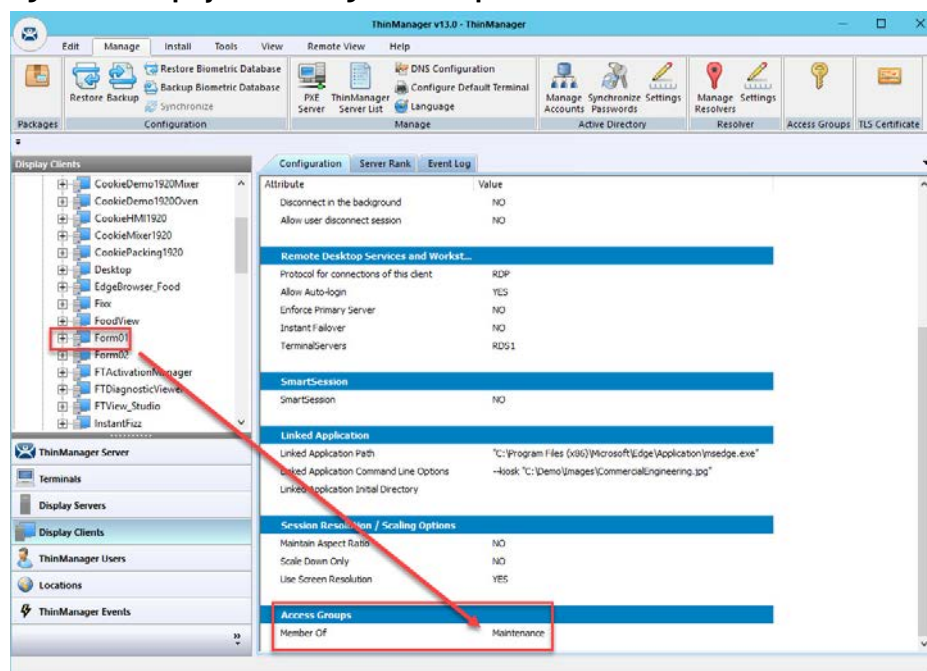 ThinManager v13.0 - ThinManager
Edit Manage Install Tools View Remote View Help
Restore Backup
Restore Biometric Database
Backup Biometric Database
Synchronize
PXE Server
ThinManager Server List
DNS Configuration
Configure Default Terminal
Language
Manage Accounts
Synchronize Passwords
Settings
Manage Resolvers
Settings
Packages Configuration Manage Active Directory Resolver Access Groups TLS Certificate
Display Clients
CookieDemo1920Mixer
CookieDemo1920Oven
CookieHMI1920
CookieMixer1920
CookiePacking1920
Desktop
EdgeBrowser_Food
Fixx
FoodView
Form01
Form02
FTActivationManager
FTDiagnosticViewer
FTView_Studio
InstantFizz
ThinManager Server
Terminals
Display Servers
Display Clients
ThinManager Users
Locations
ThinManager Events
Configuration Server Rank Event Log
Attribute Value
Disconnect in the background NO
Allow user disconnect session NO
Remote Desktop Services and Workst...
Protocol for connections of this client RDP
Allow Auto-login YES
Enforce Primary Server NO
Instant Failover NO
TerminalServers RDS1
SmartSession
SmartSession NO
Linked Application
Linked Application Path "C:\Program Files (x86)\Microsoft\Edge\Application\msedge.exe"
Linked Application Command Line Options --kiosk "C:\Demo\Images\CommercialEngineering.jpg"
Linked Application Initial Directory
Session Resolution / Scaling Options
Maintain Aspect Ratio NO
Scale Down Only NO
Use Screen Resolution YES
Access Groups
Member Of Maintenance